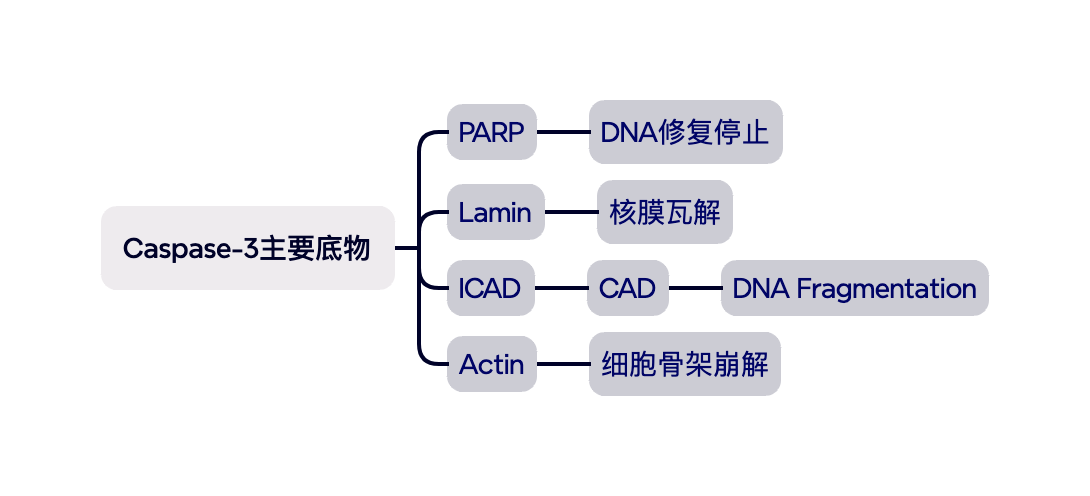 Caspase-3主要底物
PARP
DNA修复停止
Lamin
核膜瓦解
ICAD
CAD
DNA Fragmentation
Actin
细胞骨架崩解